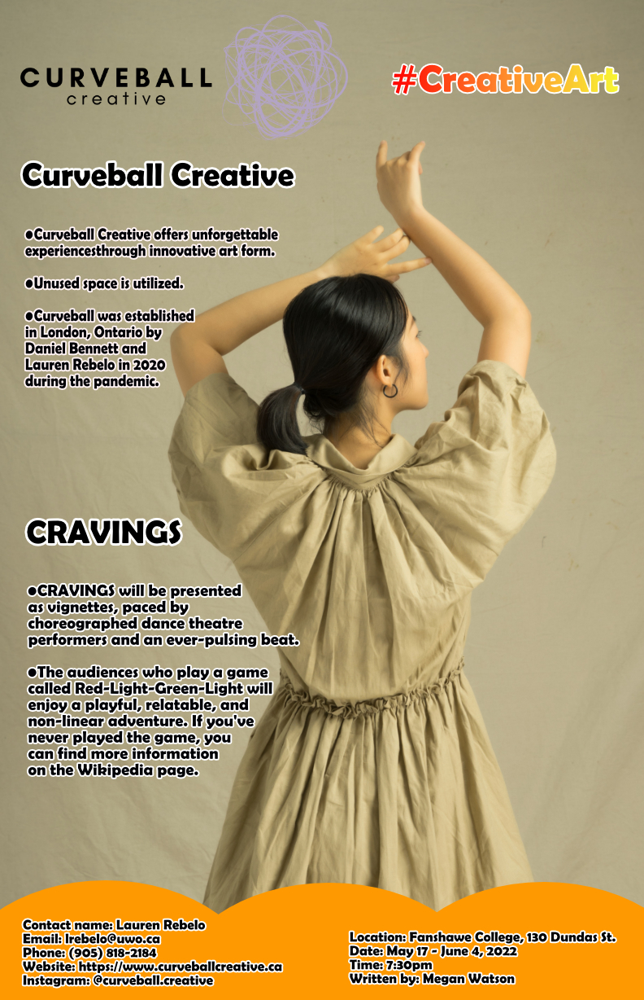 CURVEBALL
creative
#CreativeArt
Curveball Creative
●Curveball Creative offers unforgettable
experiencesthrough innovative art form.
●Unused space is utilized.
●Curveball was established
in London, Ontario by
Daniel Bennett and
Lauren Rebelo in 2020
during the pandemic.
CRAVINGS
●CRAVINGS will be presented
as vignettes, paced by
choreographed dance theatre
performers and an ever-pulsing beat.
●The audiences who play a game
called Red-Light-Green-Light will
enjoy a playful, relatable, and
non-linear adventure. If you've
never played the game, you
can find more information
on the Wikipedia page.
Contact name: Lauren Rebelo
Email: lrebelo@uwo.ca
Phone: (905) 818-2184
Website: https://www.curveballcreative.ca
Instagram: @curveball.creative
Location: Fanshawe College, 130 Dundas St.
Date: May 17 - June 4, 2022
Time: 7:30pm
Written by: Megan Watson